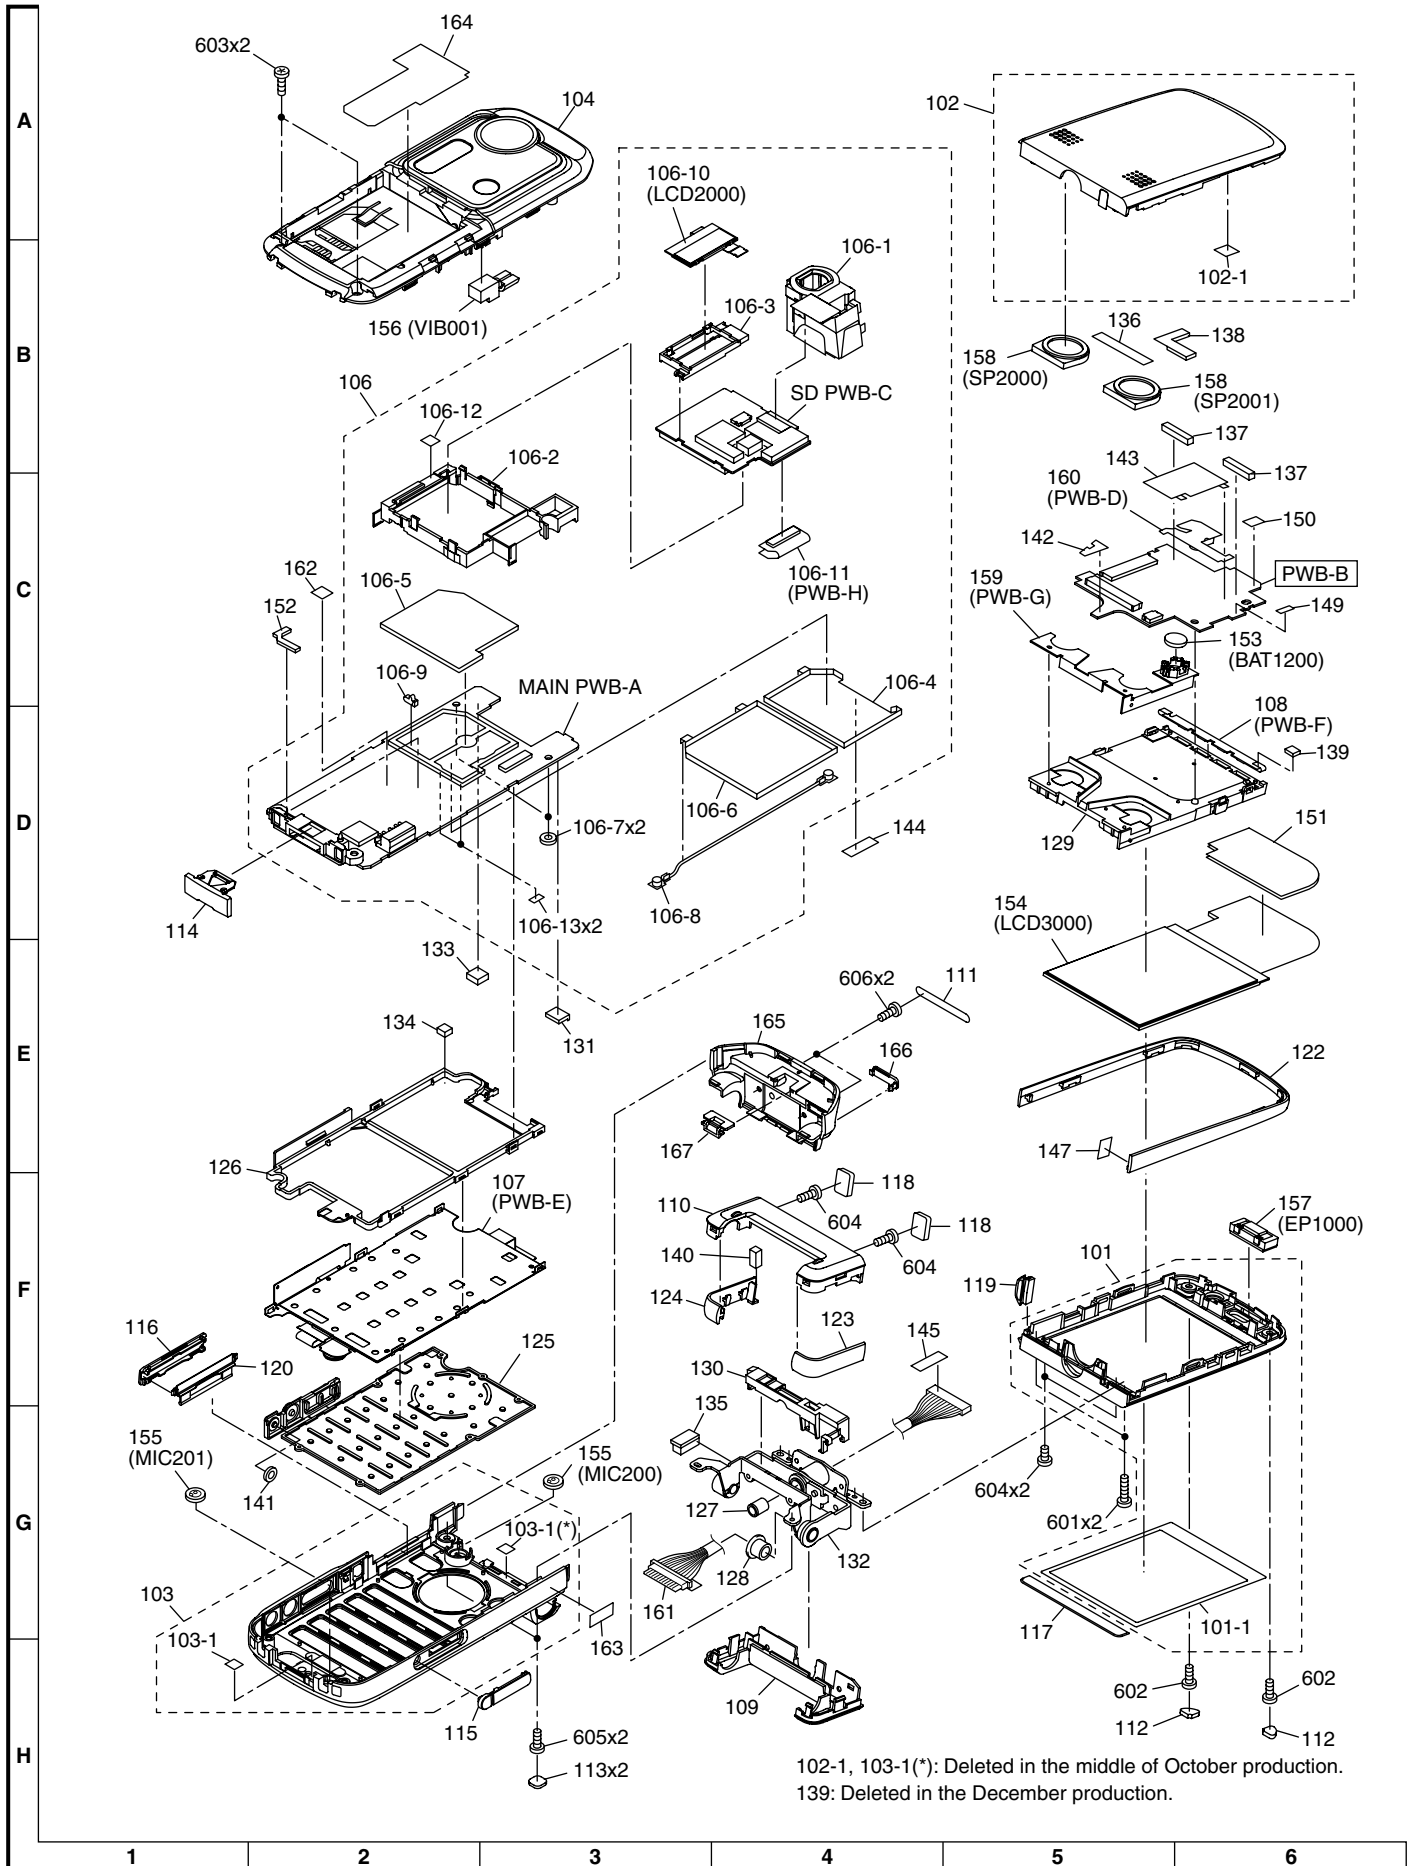 164
603x2
104
102
A
106-10
(LCD2000)
106-1
102-1
156 (VIB001)
106-3
136
138
B
158
(SP2000)
158
(SP2001)
106
SD PWB-C
106-12
137
106-2
143
137
160
(PWB-D)
150
142
106-11
(PWB-H)
PWB-B
C
162
106-5
159
(PWB-G)
149
152
153
(BAT1200)
106-9
MAIN PWB-A
106-4
108
(PWB-F)
139
D
106-6
106-7x2
144
129
151
114
106-8
106-13x2
154
(LCD3000)
133
606x2
111
134
131
165
E
166
122
167
147
126
107
(PWB-E)
110
118
604
118
157
(EP1000)
140
604
101
F
119
124
116
123
145
120
125
130
135
155
(MIC201)
155
(MIC200)
141
127
604x2
G
103-1(*)
601x2
132
128
103
161
163
117
101-1
103-1
109
602
602
115
112
112
605x2
H
113x2
102-1, 103-1(*): Deleted in the middle of October production.
139: Deleted in the December production.
1 2 3 4 5 6